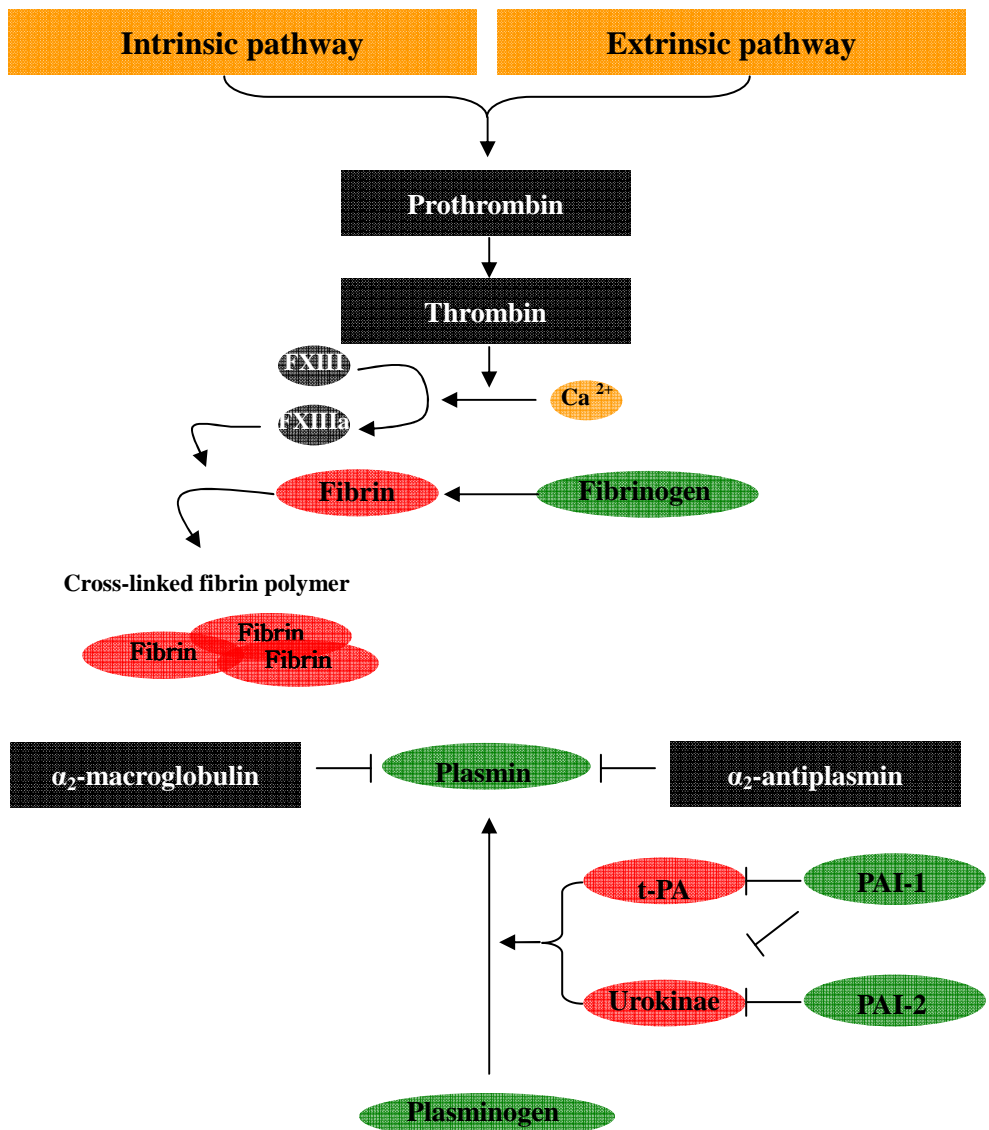 Intrinsic pathway
Extrinsic pathway
Prothrombin
Thrombin
FXIII
Ca 2+
FXIIIa
Fibrin
Fibrinogen
Cross-linked fibrin polymer
Fibrin
Fibrin
Fibrin
α2-macroglobulin
Plasmin
α2-antiplasmin
t-PA
PAI-1
Urokinae
PAI-2
Plasminogen